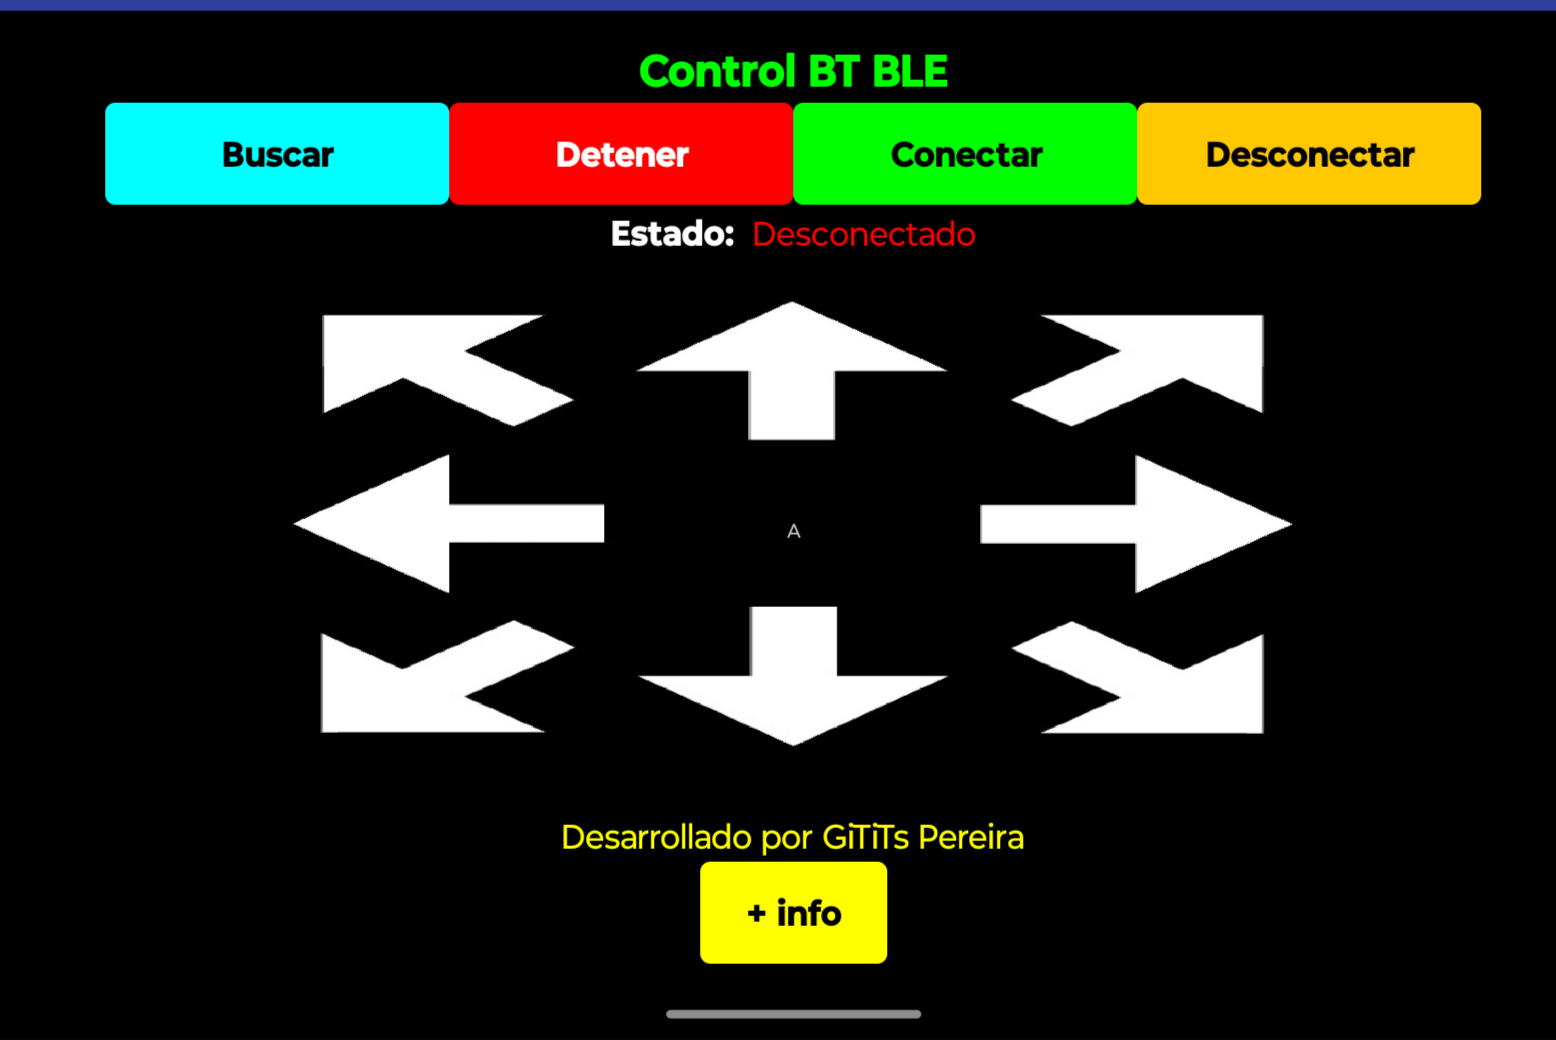 Control BT BLE
Buscar Detener Conectar Desconectar
Estado: Desconectado
A
Desarrollado por GiTiTs Pereira
+ info